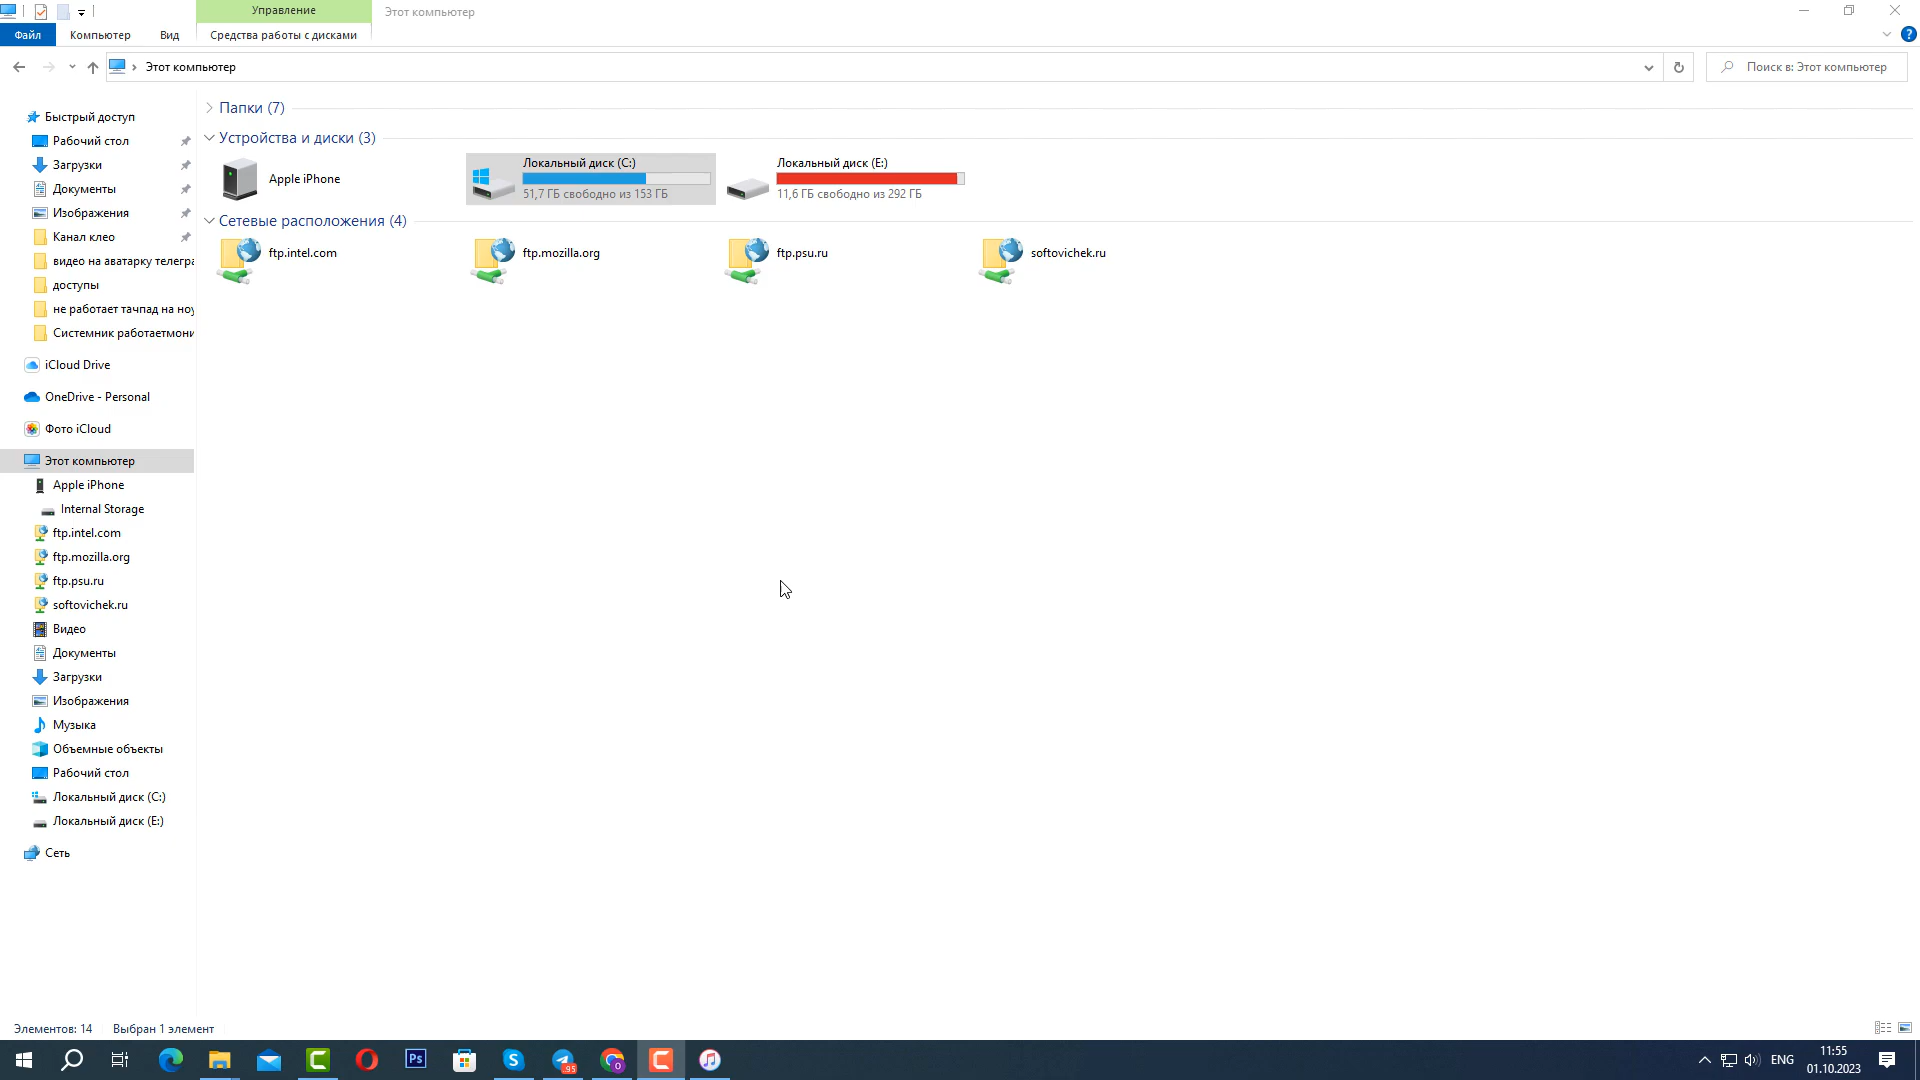 Управление
Этот компьютер
Файл
Компьютер
Вид
Средства работы с дисками
?
Этот компьютер
Поиск в: Этот компьютер
Быстрый доступ
Рабочий стол
Загрузки
Документы
Изображения
Канал клео
видео на аватарку телегра
доступы
не работает тачпад на ноу
Системник работаетмони
iCloud Drive
OneDrive - Personal
Фото iCloud
Этот компьютер
Apple iPhone
Internal Storage
ftp.intel.com
ftp.mozilla.org
ftp.psu.ru
softovichek.ru
Видео
Документы
Загрузки
Изображения
Музыка
Объемные объекты
Рабочий стол
Локальный диск (C:)
Локальный диск (E:)
Сеть
Папки (7)
Устройства и диски (3)
Apple iPhone
Локальный диск (C:)
51,7 ГБ свободно из 153 ГБ
Локальный диск (E:)
11,6 ГБ свободно из 292 ГБ
Сетевые расположения (4)
ftp.intel.com
ftp.mozilla.org
ftp.psu.ru
softovichek.ru
Элементов: 14
Выбран 1 элемент
Ps
S
95
O
ENG
11:55
01.10.2023